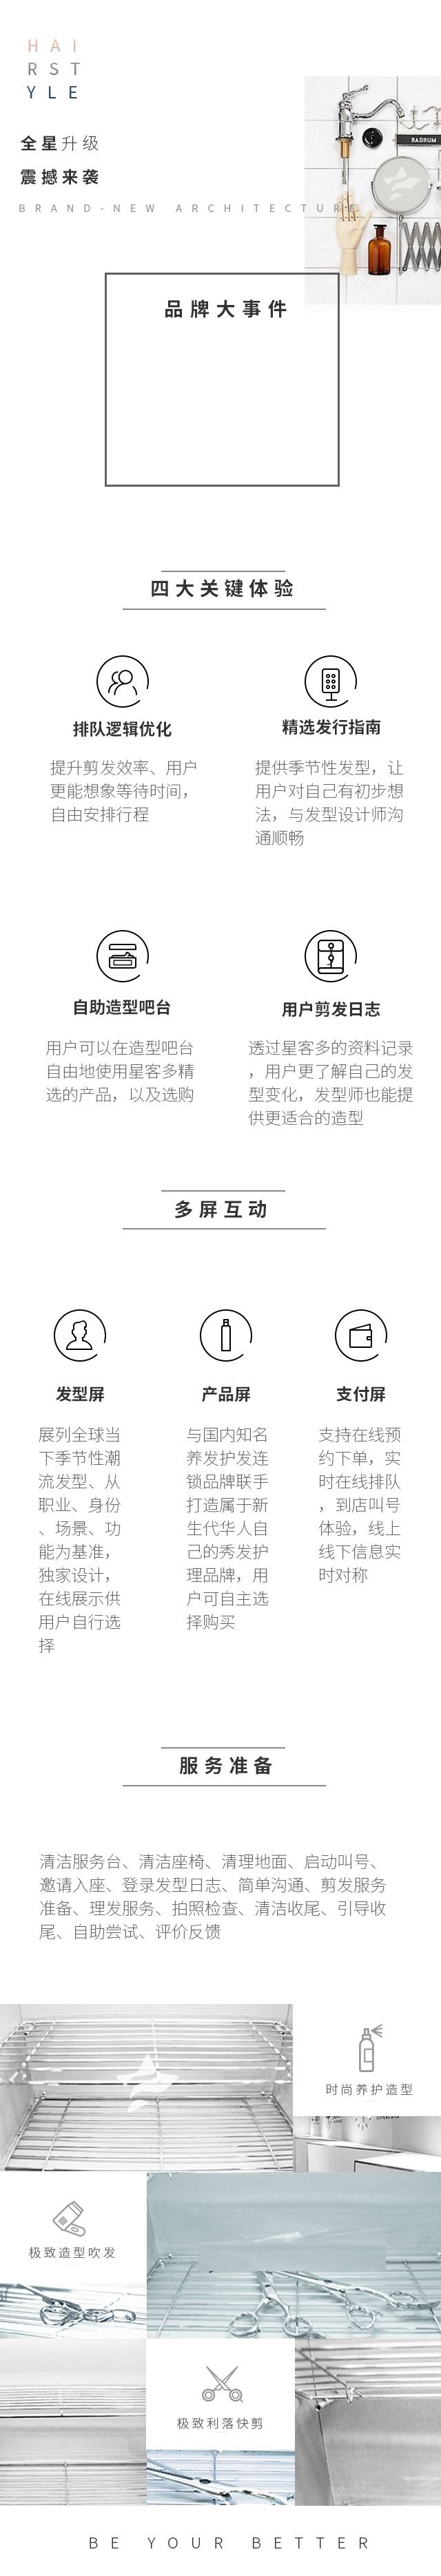 HAI
RST
YLE
全星升级
震撼来袭
BRAND-NEW ARCHITECTURE
BADRUM
品牌大事件
四大关键体验
排队逻辑优化
提升剪发效率、用户
更能想象等待时间，
自由安排行程
精选发行指南
提供季节性发型，让
用户对自己有初步想
法，与发型设计师沟
通顺畅
自助造型吧台
用户可以在造型吧台
自由地使用星客多精
选的产品，以及选购
用户剪发日志
透过星客多的资料记录
，用户更了解自己的发
型变化，发型师也能提
供更适合的造型
多屏互动
发型屏
展列全球当
下季节性潮
流发型、从
职业、身份
、场景、功
能为基准，
独家设计，
在线展示供
用户自行选
择
产品屏
与国内知名
养发护发连
锁品牌联手
打造属于新
生代华人自
己的秀发护
理品牌，用
户可自主选
择购买
支付屏
支持在线预
约下单，实
时在线排队
，到店叫号
体验，线上
线下信息实
时对称
服务准备
清洁服务台、清洁座椅、清理地面、启动叫号、
邀请入座、登录发型日志、简单沟通、剪发服务
准备、理发服务、拍照检查、清洁收尾、引导收
尾、自助尝试、评价反馈
时尚养护造型
极致造型吹发
极致利落快剪
BE YOUR BETTER